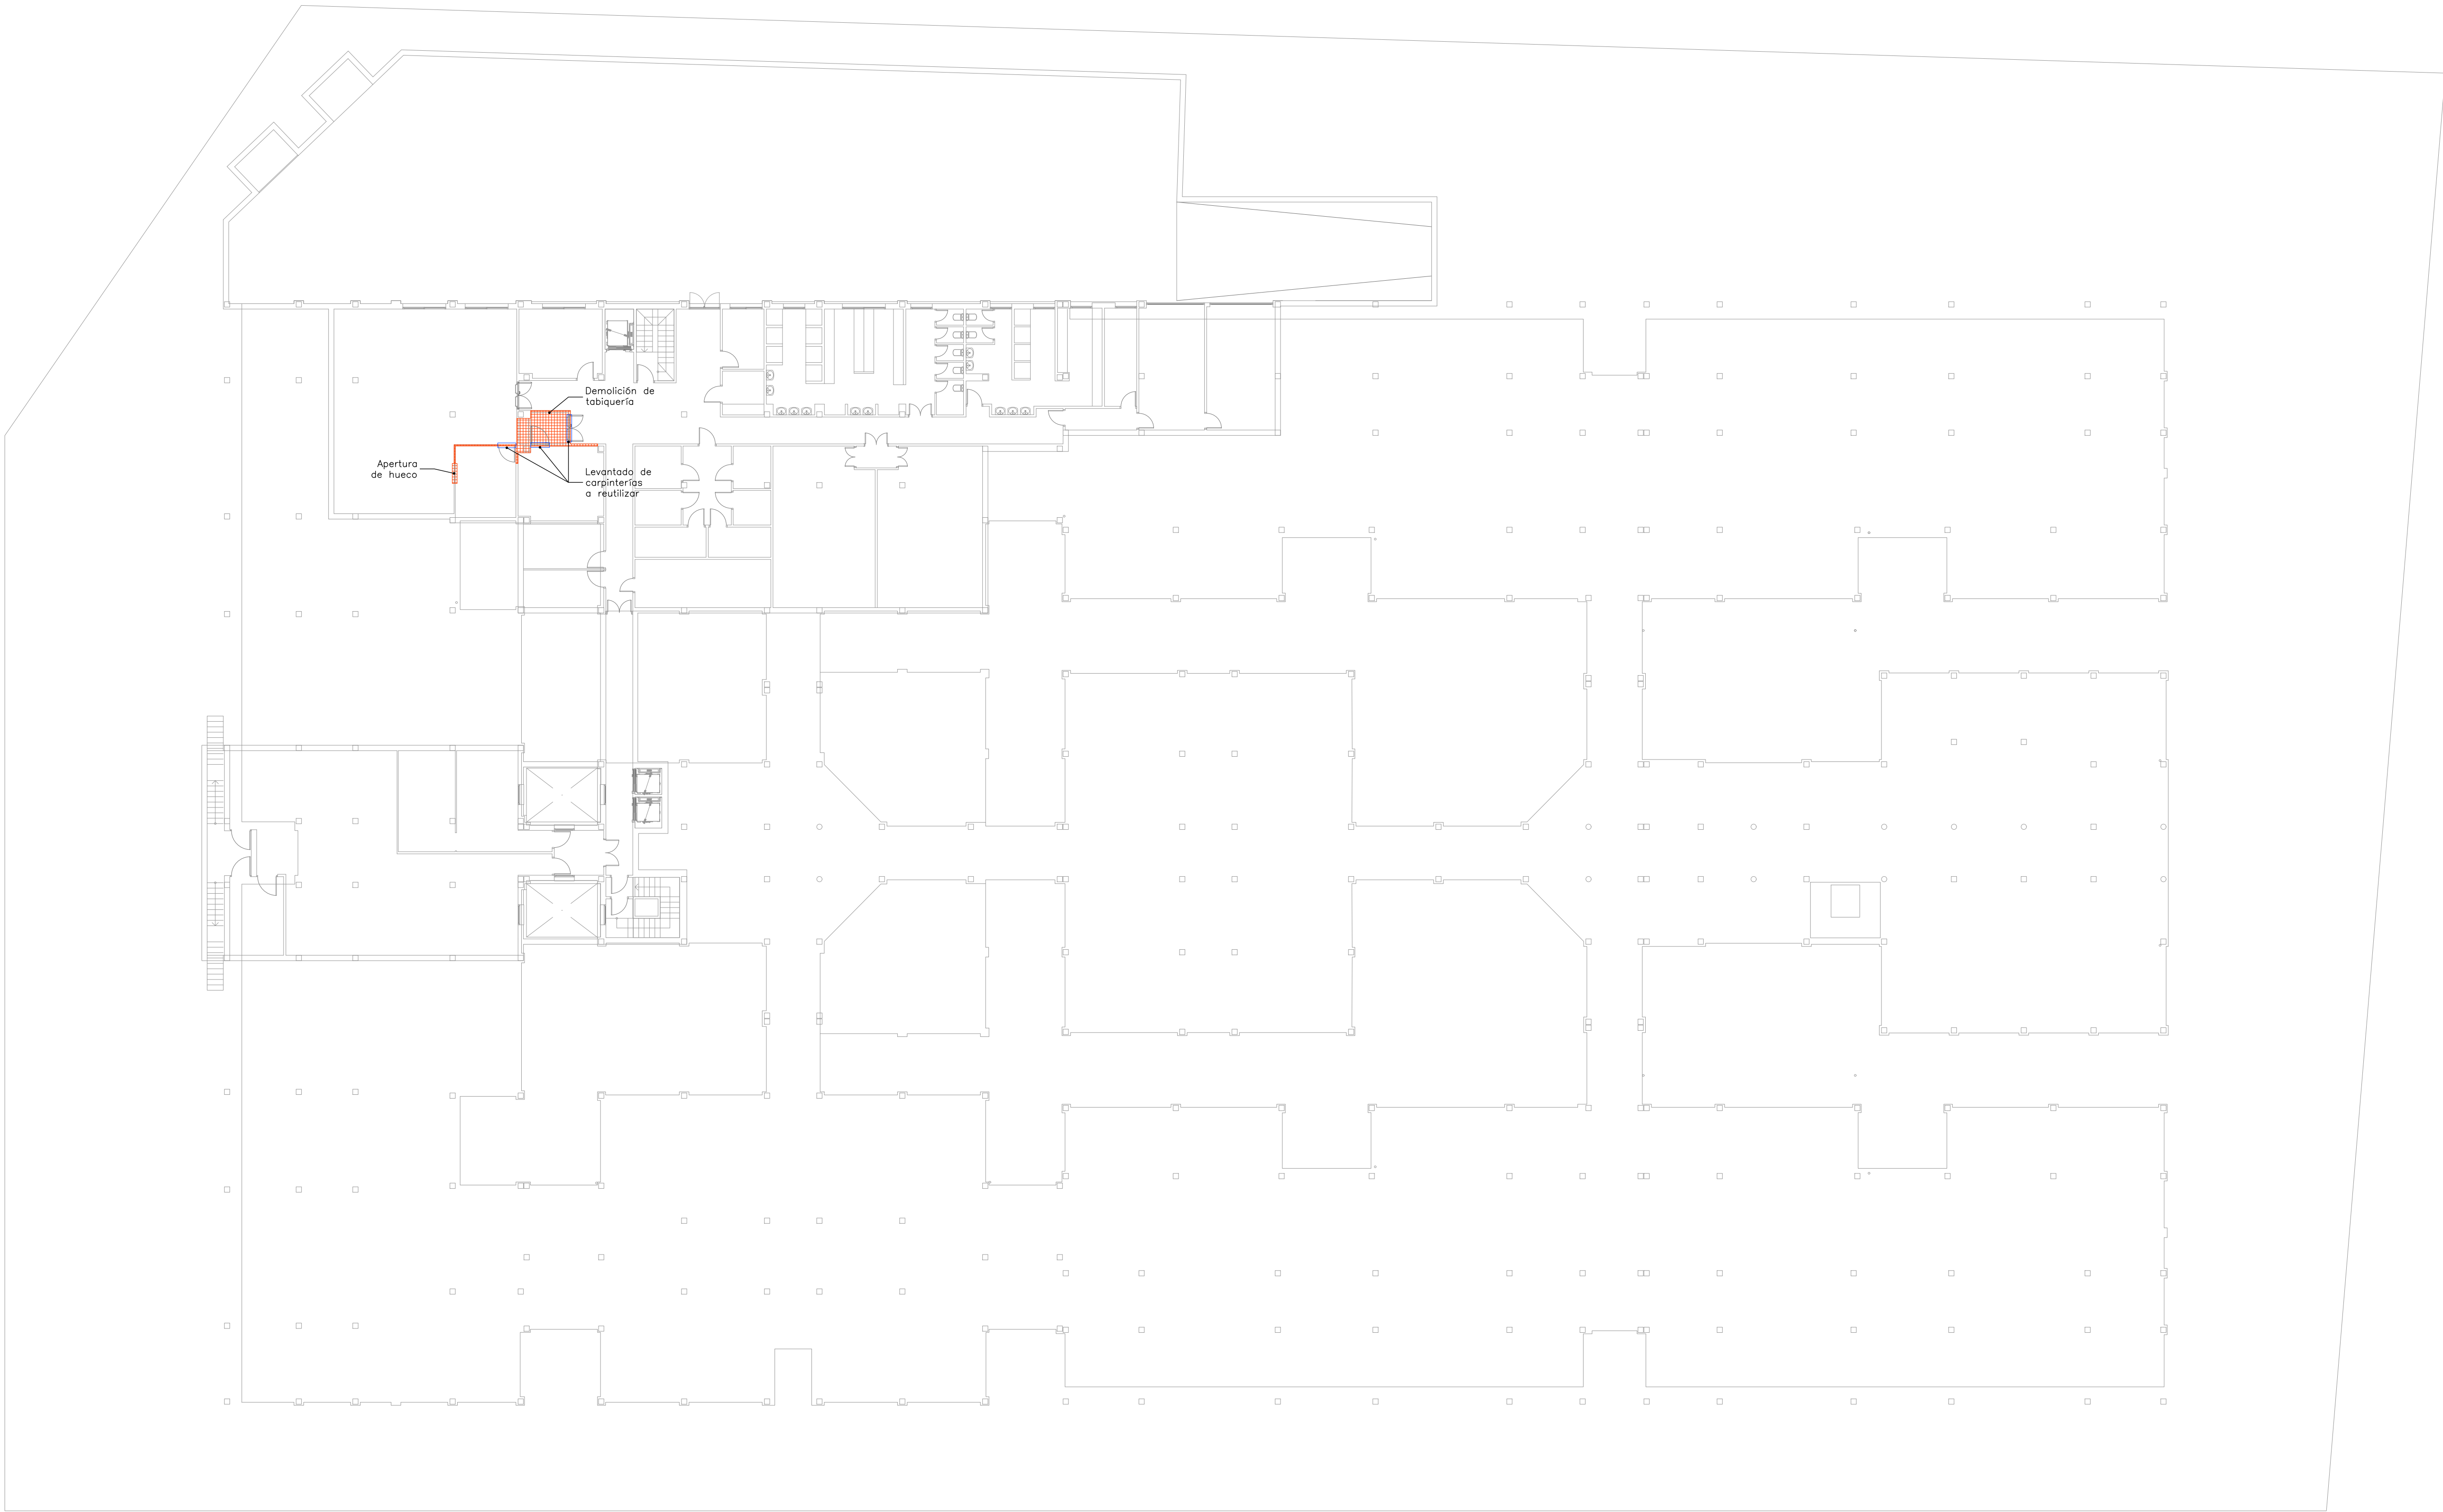 Demolición de
tabiquería
Apertura
de hueco
Levantado de
carpinterías
a reutilizar